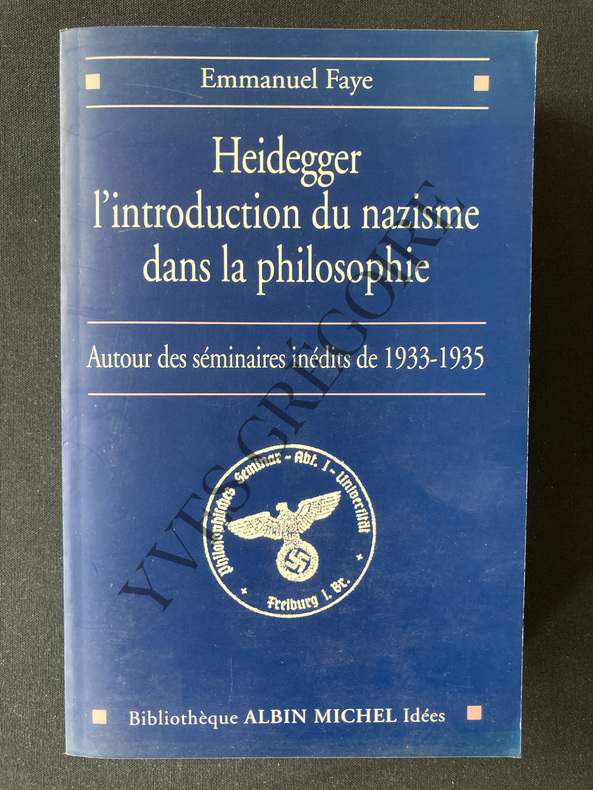 Emmanuel Faye
Heidegger
l'introduction du nazisme
dans la philosophie
Autour des séminaires inédits de 1933-1935
Philosophisches Seminar - Abt. I - Universität
Freiburg i. Br.
Bibliothèque ALBIN MICHEL Idées
YVES GRÉGOIRE